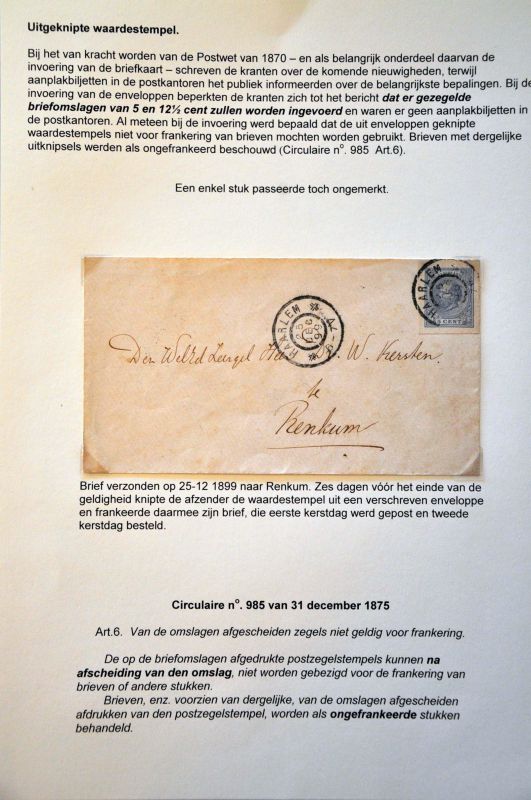 Uitgeknipte waardestempel.
Bij het van kracht worden van de Postwet van 1870 – en als belangrijk onderdeel daarvan de
invoering van de briefkaart – schreven de kranten over de komende nieuwigheden, terwijl
aanplakbiljetten in de postkantoren het publiek informeerden over de belangrijkste bepalingen. Bij de
invoering van de enveloppen beperkten de kranten zich tot het bericht dat er gezegelde
briefomslagen van 5 en 12½ cent zullen worden ingevoerd en waren er geen aanplakbiljetten in
de postkantoren. Al meteen bij de invoering werd bepaald dat de uit enveloppen geknipte
waardestempels niet voor frankering van brieven mochten worden gebruikt. Brieven met dergelijke
uitknipsels werden als ongefrankeerd beschouwd (Circulaire nº. 985 Art.6).
Een enkel stuk passeerde toch ongemerkt.
HAARLEM
CENT
HAARLEM
25
DEC
99
Den WelEd Zeergel W. Kersten
te
Renkum
Brief verzonden op 25-12 1899 naar Renkum. Zes dagen vóór het einde van de
geldigheid knipte de afzender de waardestempel uit een verschreven enveloppe
en frankeerde daarmee zijn brief, die eerste kerstdag werd gepost en tweede
kerstdag besteld.
Circulaire nº. 985 van 31 december 1875
Art.6. Van de omslagen afgescheiden zegels niet geldig voor frankering.
De op de briefomslagen afgedrukte postzegelstempels kunnen na
afscheiding van den omslag, niet worden gebezigd voor de frankering van
brieven of andere stukken.
Brieven, enz. voorzien van dergelijke, van de omslagen afgescheiden
afdrukken van den postzegelstempel, worden als ongefrankeerde stukken
behandeld.